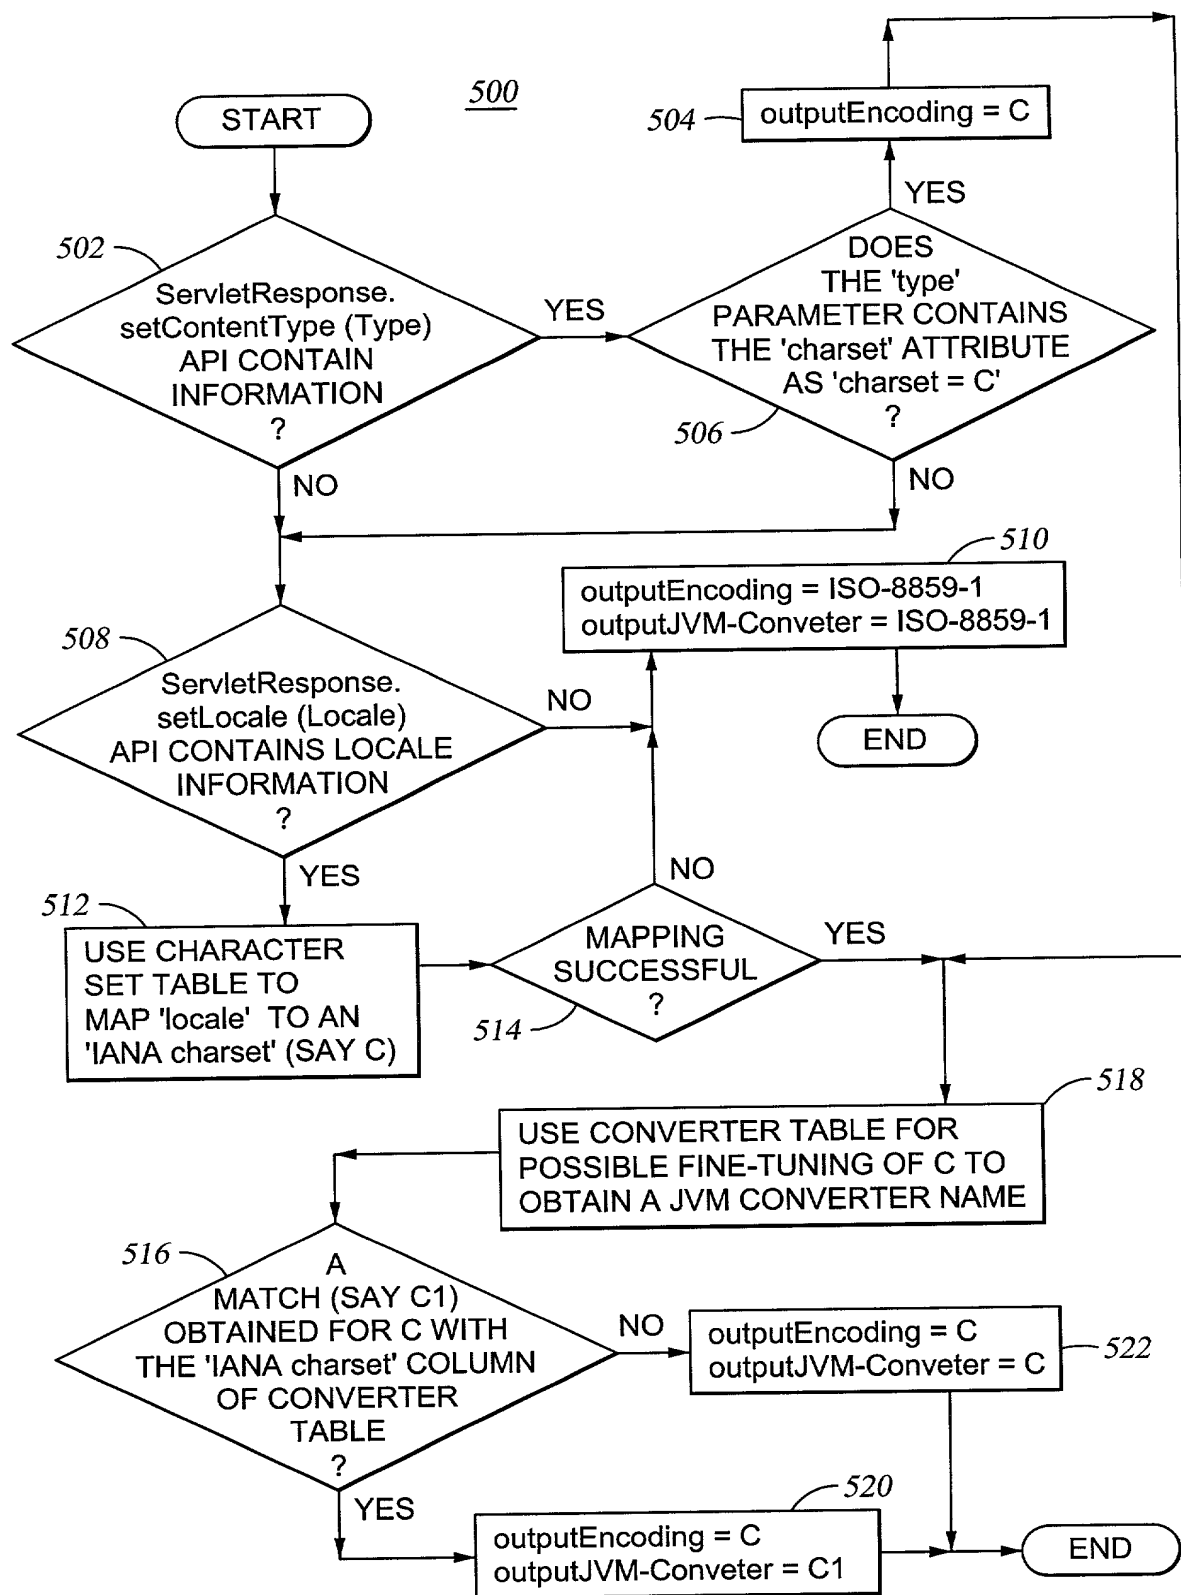 500
START
504
outputEncoding = C
YES
502
ServletResponse.
setContentType (Type)
API CONTAIN
INFORMATION
?
YES
DOES
THE 'type'
PARAMETER CONTAINS
THE 'charset' ATTRIBUTE
AS 'charset = C'
?
506
NO
NO
510
outputEncoding = ISO-8859-1
outputJVM-Conveter = ISO-8859-1
END
508
ServletResponse.
setLocale (Locale)
API CONTAINS LOCALE
INFORMATION
?
NO
YES
512
USE CHARACTER
SET TABLE TO
MAP 'locale' TO AN
'IANA charset' (SAY C)
NO
MAPPING
SUCCESSFUL
?
514
YES
518
USE CONVERTER TABLE FOR
POSSIBLE FINE-TUNING OF C TO
OBTAIN A JVM CONVERTER NAME
516
A
MATCH (SAY C1)
OBTAINED FOR C WITH
THE 'IANA charset' COLUMN
OF CONVERTER
TABLE
?
NO
outputEncoding = C
outputJVM-Conveter = C
522
YES
520
outputEncoding = C
outputJVM-Conveter = C1
END